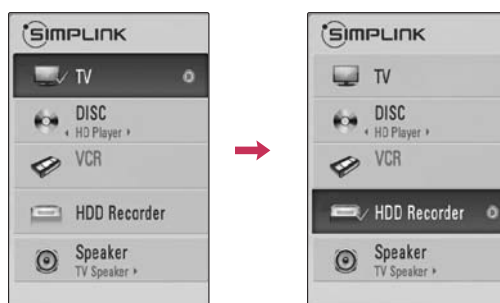 SIMPLINK
TV
DISC
HD Player
VCR
HDD Recorder
Speaker
TV Speaker
SIMPLINK
TV
DISC
HD Player
VCR
HDD Recorder
Speaker
TV Speaker